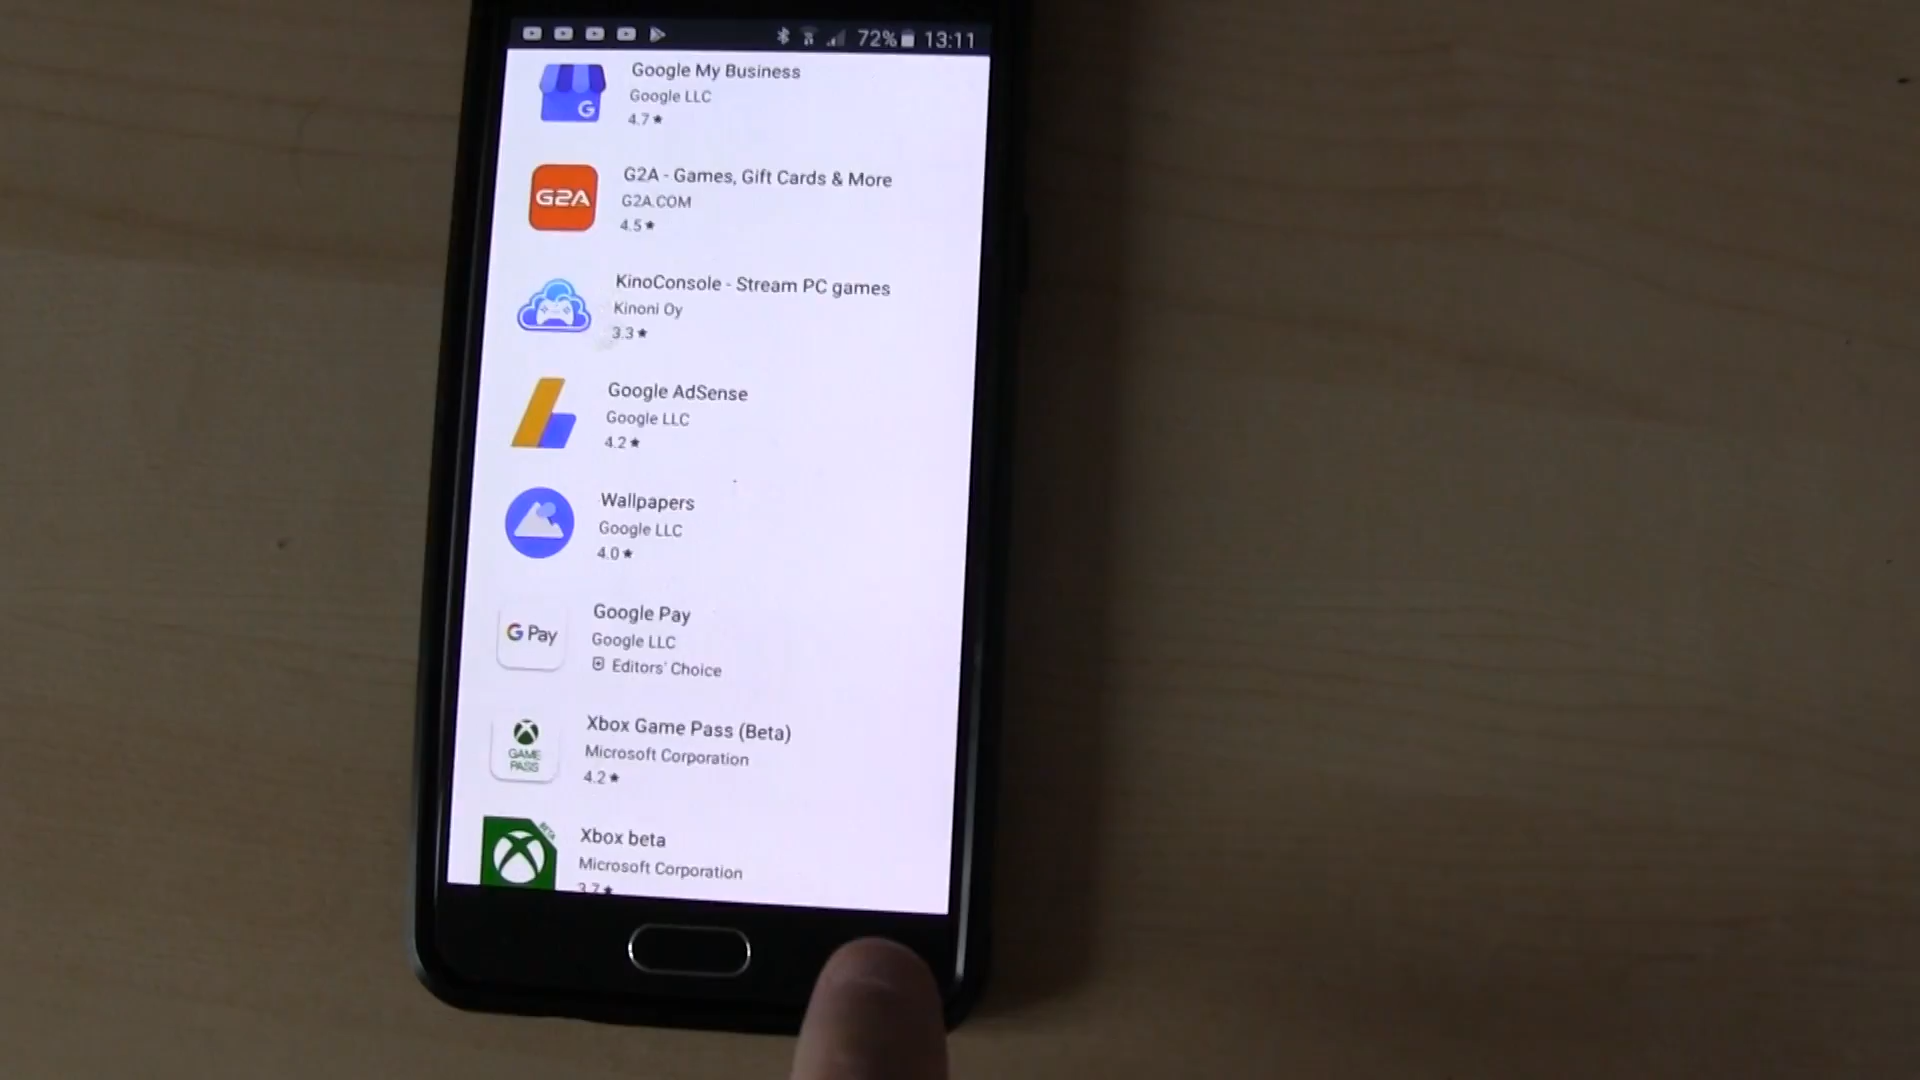 72% 13:11
Google My Business
Google LLC
4.7★
G2A
G2A - Games, Gift Cards & More
G2A.COM
4.5★
KinoConsole - Stream PC games
Kinoni Oy
3.3★
Google AdSense
Google LLC
4.2★
Wallpapers
Google LLC
4.0★
G Pay
Google Pay
Google LLC
Editors' Choice
GAME
PASS
Xbox Game Pass (Beta)
Microsoft Corporation
4.2★
BETA
Xbox beta
Microsoft Corporation
3.7★